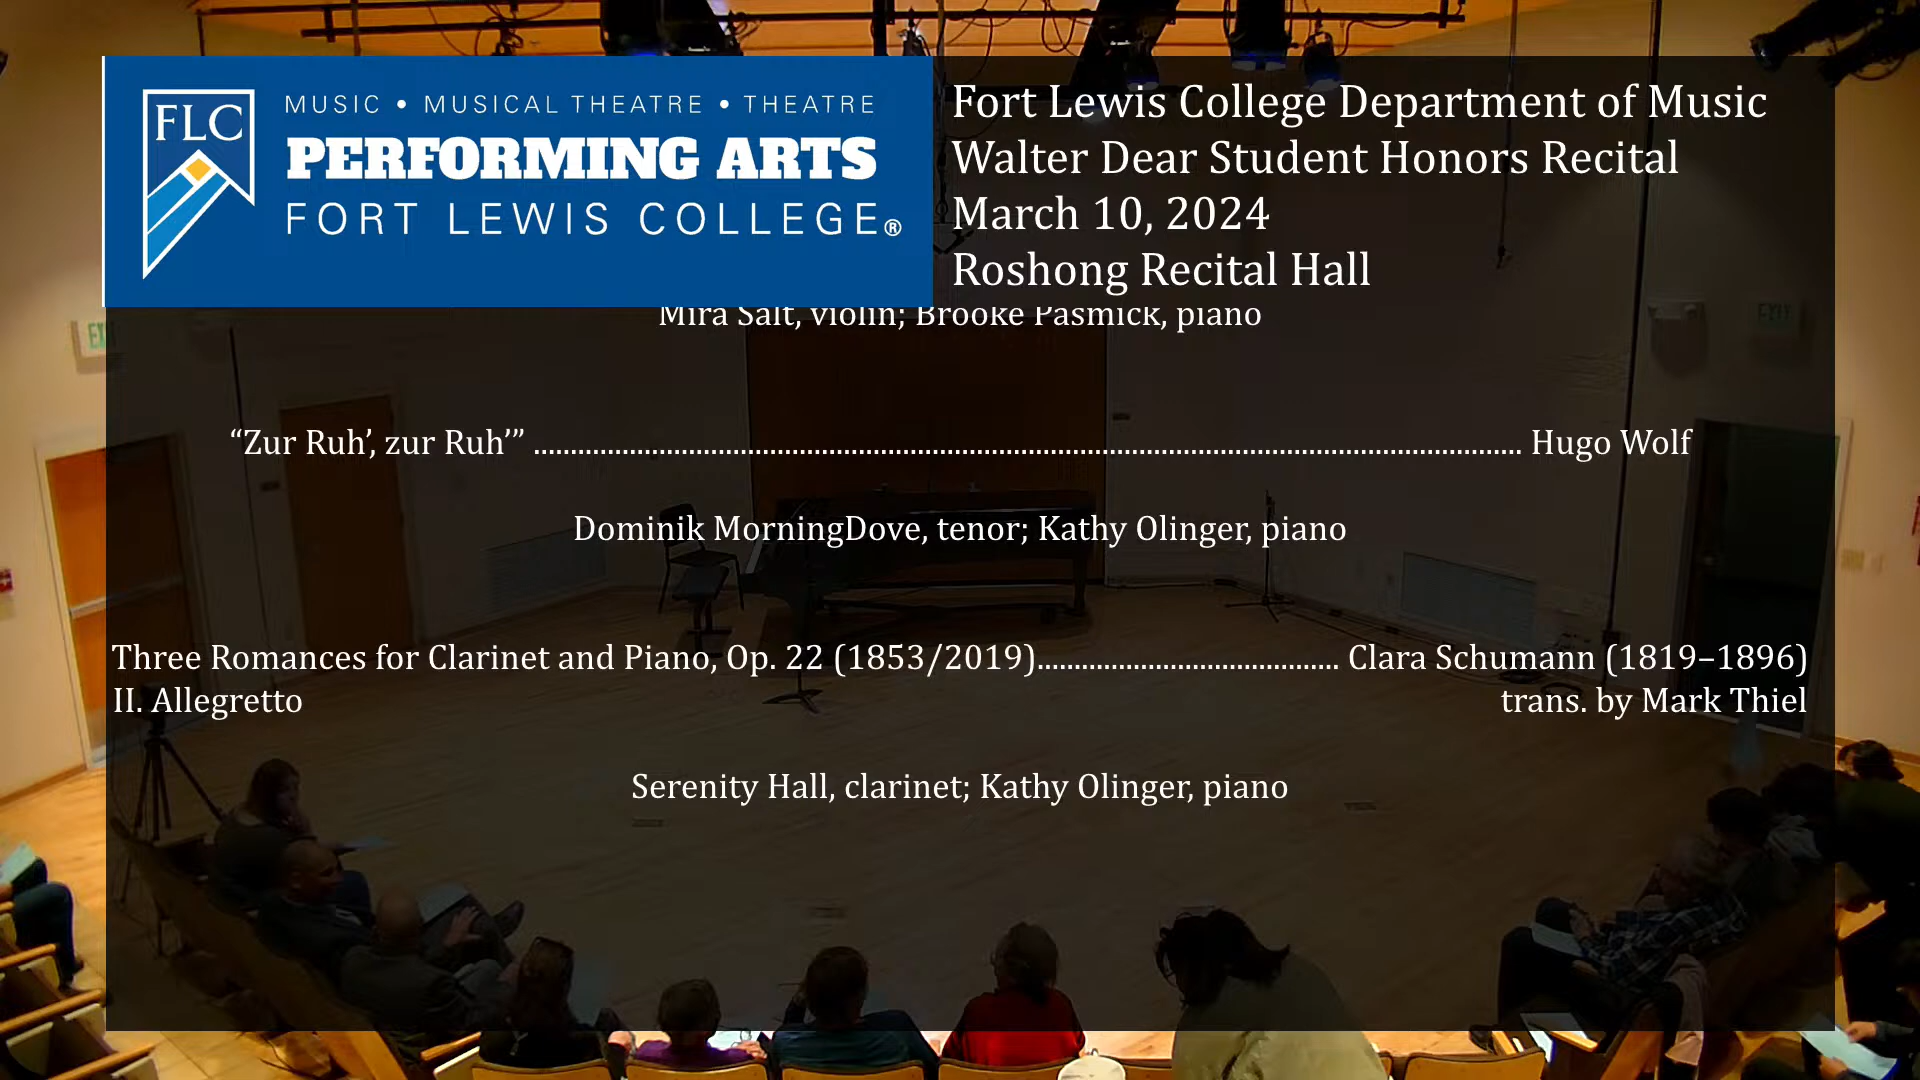 FLC
MUSIC • MUSICAL THEATRE • THEATRE
PERFORMING ARTS
FORT LEWIS COLLEGE®
Fort Lewis College Department of Music
Walter Dear Student Honors Recital
March 10, 2024
Roshong Recital Hall
Mira Salt, violin; Brooke Pasmick, piano
“Zur Ruh’, zur Ruh’” ........................................................................................................................................ Hugo Wolf
Dominik MorningDove, tenor; Kathy Olinger, piano
Three Romances for Clarinet and Piano, Op. 22 (1853/2019)......................................... Clara Schumann (1819–1896)
II. Allegretto trans. by Mark Thiel
Serenity Hall, clarinet; Kathy Olinger, piano
EXIT